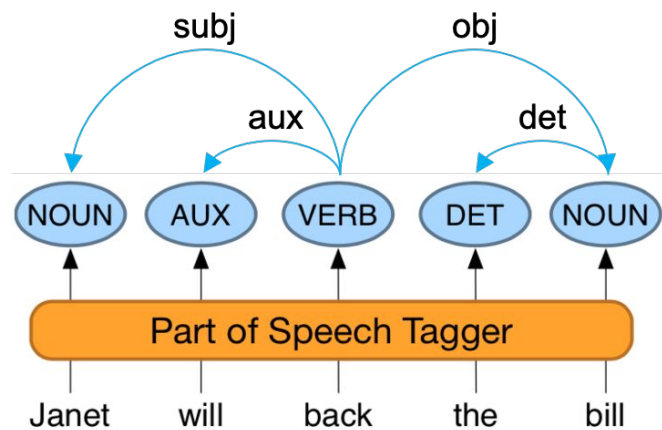 subj obj
aux det
NOUN AUX VERB DET NOUN
Part of Speech Tagger
Janet will back the bill